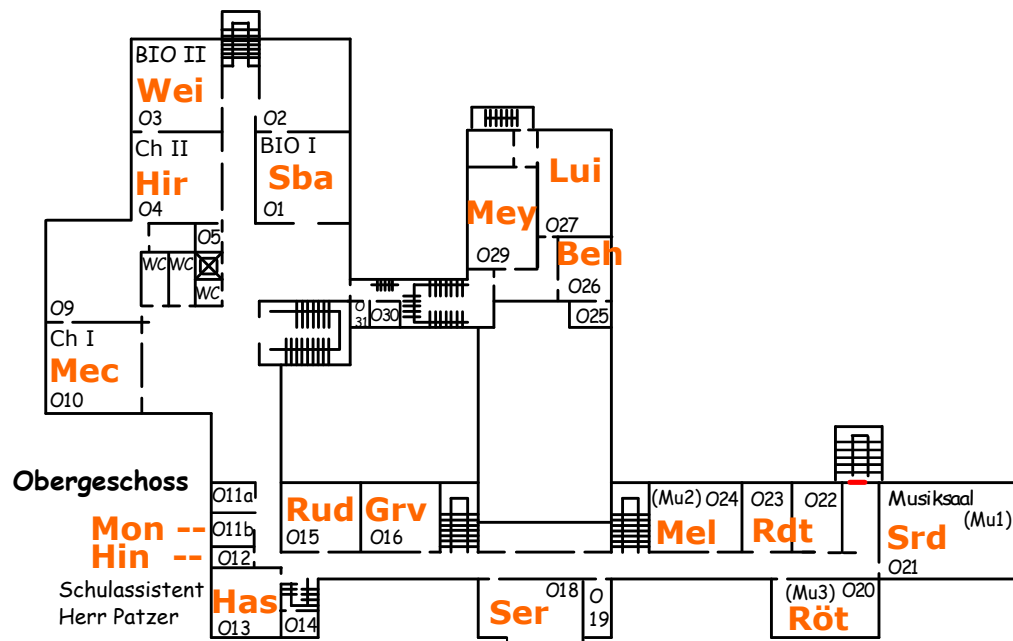 BIO II
Wei
O3
O2
Ch II
Hir
O4
BIO I
Sba
O1
O5
WC WC
WC
Lui
Mey
O27
Beh
O29
O26
O25
O9
O
31
O30
Ch I
Mec
O10
Obergeschoss
O11a
Mon --
O11b
Hin --
O12
Schulassistent
Herr Patzer
Has
O13
O14
Rud
O15
Grv
O16
(Mu2) O24
Mel
O23
Rdt
O22
Musiksaal
(Mu1)
Srd
O21
O18
Ser
O
19
(Mu3) O20
Röt